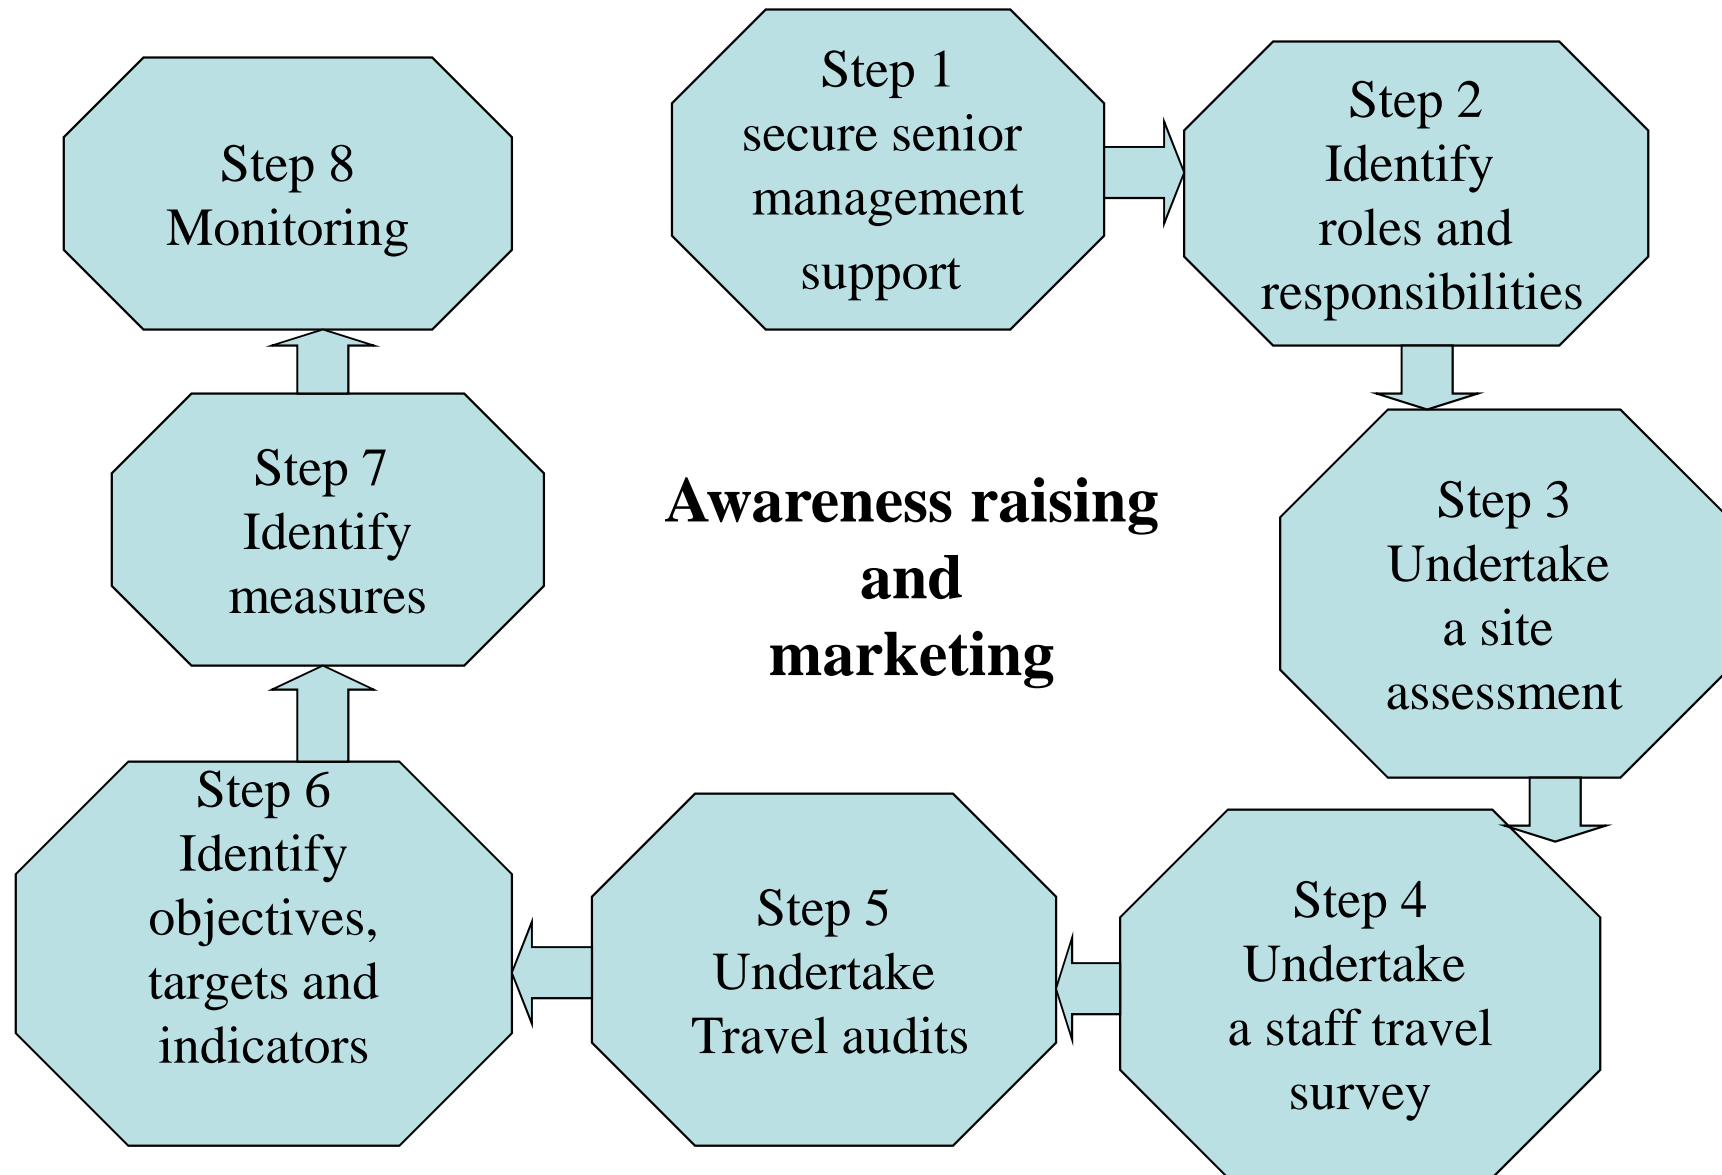 Step 1
secure senior
management
support
Step 2
Identify
roles and
responsibilities
Step 3
Undertake
a site
assessment
Step 4
Undertake
a staff travel
survey
Step 5
Undertake
Travel audits
Step 6
Identify
objectives,
targets and
indicators
Step 7
Identify
measures
Step 8
Monitoring
Awareness raising
and
marketing